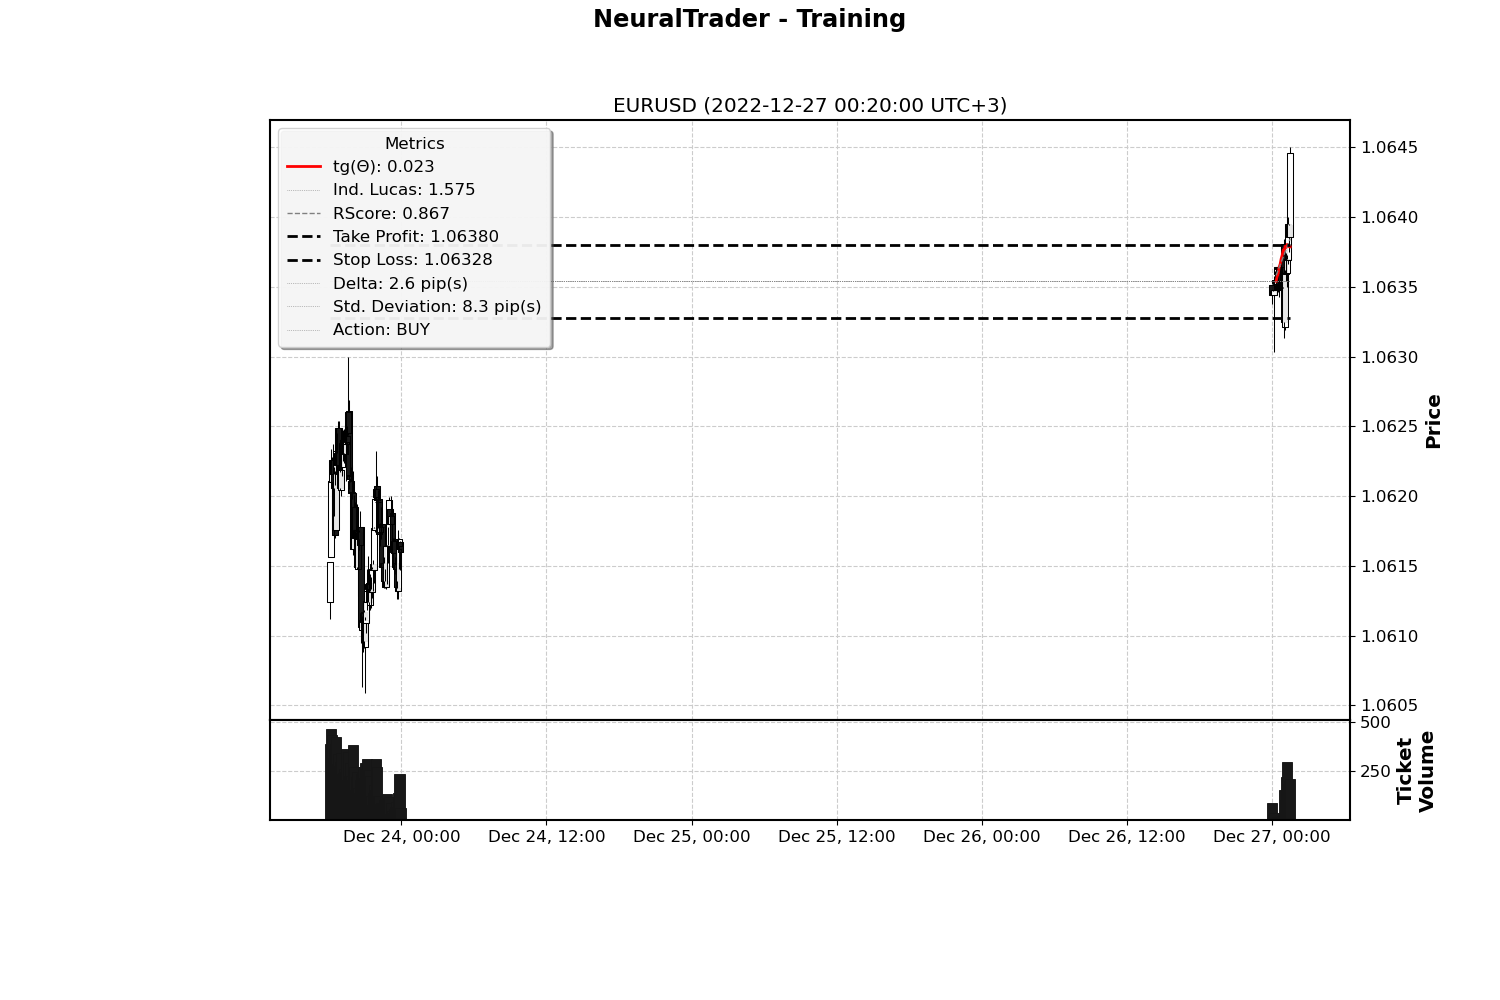 NeuralTrader - Training
EURUSD (2022-12-27 00:20:00 UTC+3)
Metrics
tg(Θ): 0.023
Ind. Lucas: 1.575
RScore: 0.867
Take Profit: 1.06380
Stop Loss: 1.06328
Delta: 2.6 pip(s)
Std. Deviation: 8.3 pip(s)
Action: BUY
1.0645
1.0640
1.0635
1.0630
1.0625
1.0620
1.0615
1.0610
1.0605
Price
500
250
Ticket
Volume
Dec 24, 00:00
Dec 24, 12:00
Dec 25, 00:00
Dec 25, 12:00
Dec 26, 00:00
Dec 26, 12:00
Dec 27, 00:00